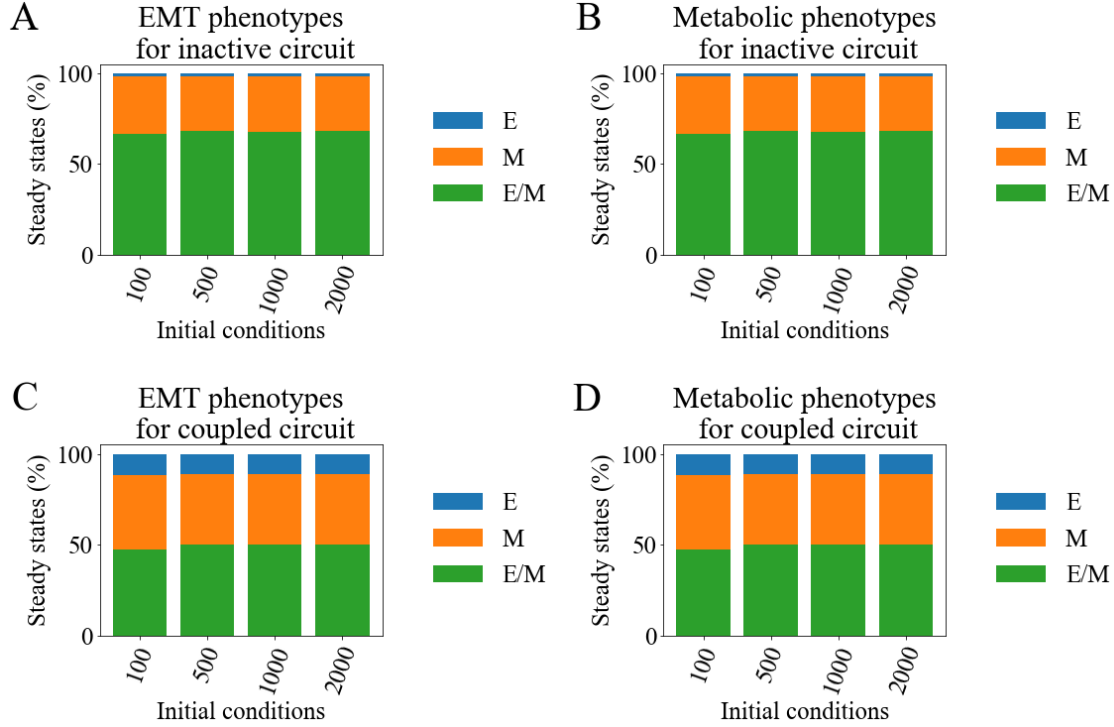 A
EMT phenotypes
for inactive circuit
Steady states (%)
100
50
0
100
500
1000
2000
Initial conditions
E
M
E/M
B
Metabolic phenotypes
for inactive circuit
Steady states (%)
100
50
0
100
500
1000
2000
Initial conditions
E
M
E/M
C
EMT phenotypes
for coupled circuit
Steady states (%)
100
50
0
100
500
1000
2000
Initial conditions
E
M
E/M
D
Metabolic phenotypes
for coupled circuit
Steady states (%)
100
50
0
100
500
1000
2000
Initial conditions
E
M
E/M